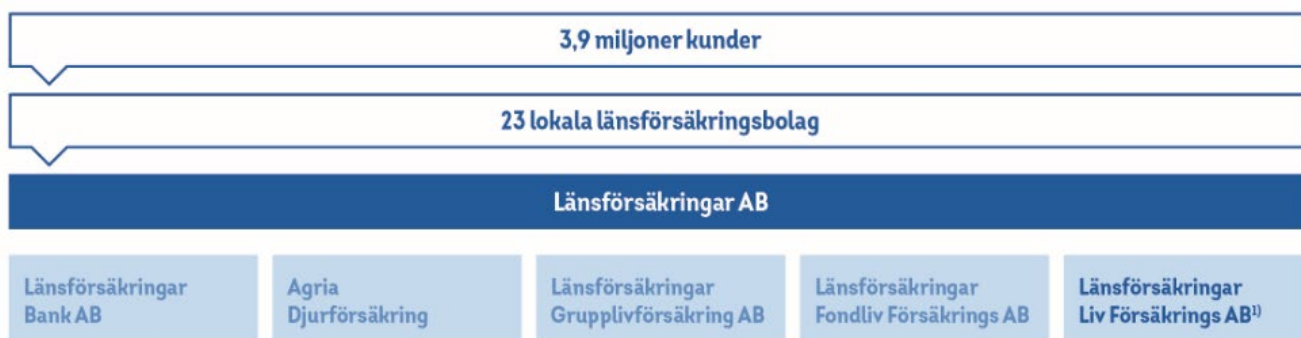 3,9 miljoner kunder
23 lokala länsförsäkringsbolag
Länsförsäkringar AB
Länsförsäkringar
Bank AB
Agria
Djurförsäkring
Länsförsäkringar
Grupplivförsäkring AB
Länsförsäkringar
Fondliv Försäkrings AB
Länsförsäkringar
Liv Försäkrings AB¹⁾